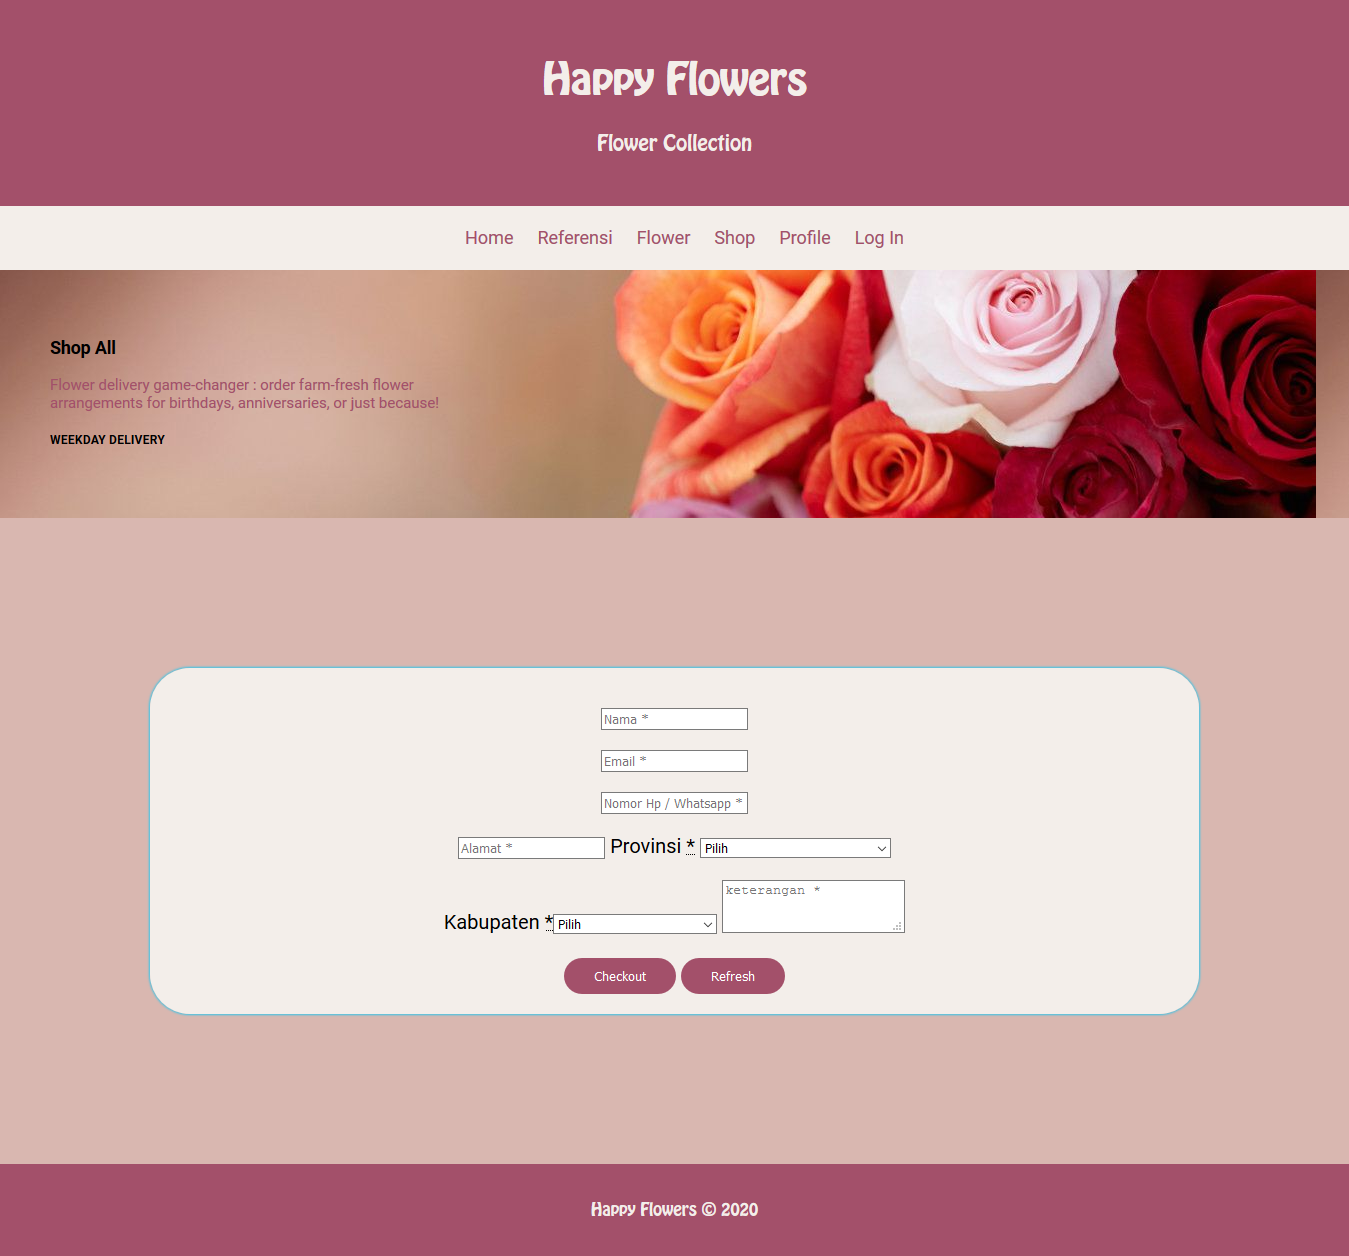 Happy Flowers
Flower Collection
Home Referensi Flower Shop Profile Log In
Shop All
Flower delivery game-changer : order farm-fresh flower
arrangements for birthdays, anniversaries, or just because!
WEEKDAY DELIVERY
Nama *
Email *
Nomor Hp / Whatsapp *
Alamat * Provinsi * Pilih
Kabupaten * Pilih keterangan *
Checkout Refresh
Happy Flowers © 2020